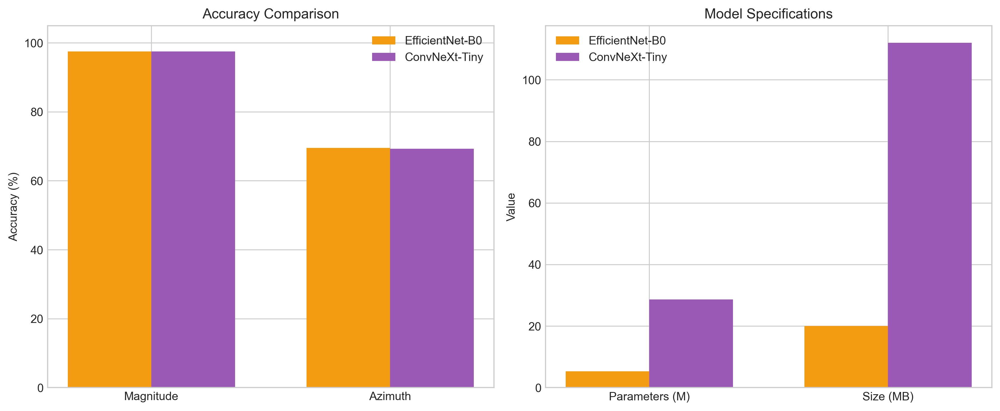 Accuracy Comparison
Accuracy (%)
100
80
60
40
20
0
Magnitude
Azimuth
EfficientNet-B0
ConvNeXt-Tiny
Model Specifications
Value
100
80
60
40
20
0
Parameters (M)
Size (MB)
EfficientNet-B0
ConvNeXt-Tiny